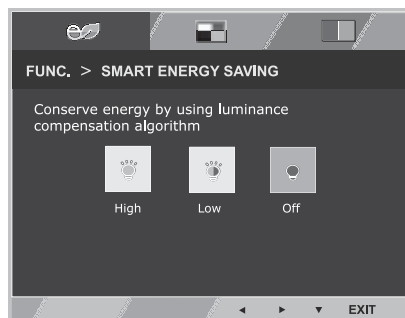 FUNC. > SMART ENERGY SAVING
Conserve energy by using luminance
compensation algorithm
High Low Off
EXIT